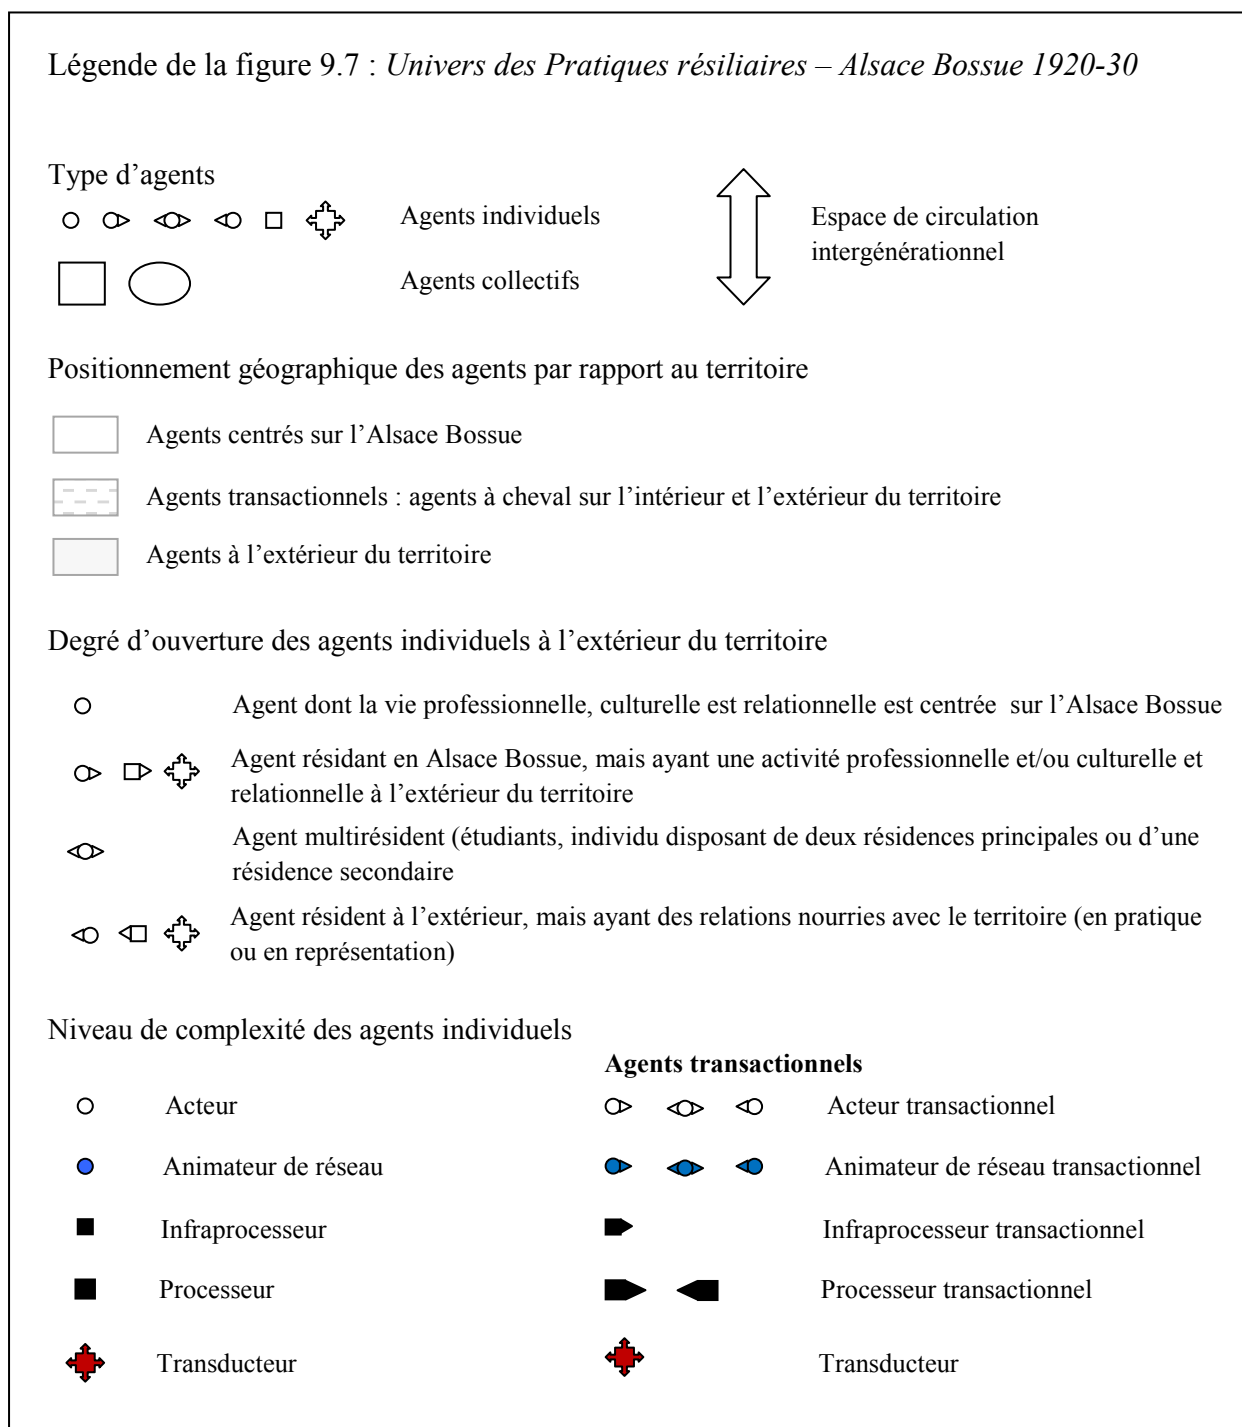 Légende de la figure 9.7 : Univers des Pratiques résiliaires – Alsace Bossue 1920-30
Type d’agents
Agents individuels
Agents collectifs
Espace de circulation
intergénérationnel
Positionnement géographique des agents par rapport au territoire
Agents centrés sur l’Alsace Bossue
Agents transactionnels : agents à cheval sur l’intérieur et l’extérieur du territoire
Agents à l’extérieur du territoire
Degré d’ouverture des agents individuels à l’extérieur du territoire
Agent dont la vie professionnelle, culturelle est relationnelle est centrée sur l’Alsace Bossue
Agent résidant en Alsace Bossue, mais ayant une activité professionnelle et/ou culturelle et
relationnelle à l’extérieur du territoire
Agent multirésident (étudiants, individu disposant de deux résidences principales ou d’une
résidence secondaire
Agent résident à l’extérieur, mais ayant des relations nourries avec le territoire (en pratique
ou en représentation)
Niveau de complexité des agents individuels
Agents transactionnels
Acteur
Acteur transactionnel
Animateur de réseau
Animateur de réseau transactionnel
Infraprocesseur
Infraprocesseur transactionnel
Processeur
Processeur transactionnel
Transducteur
Transducteur